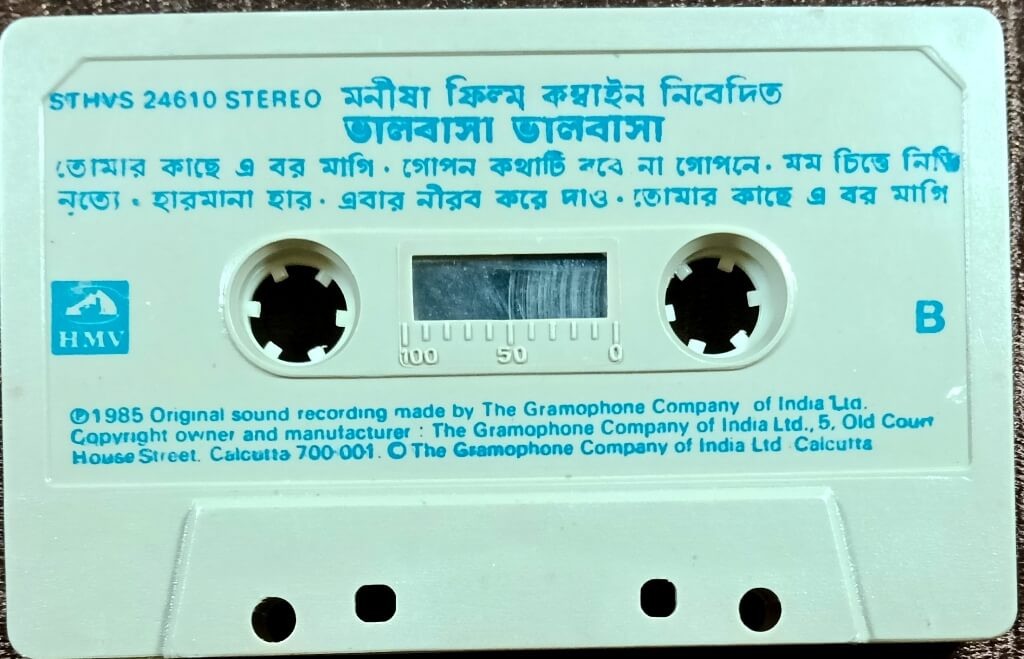 STHVS 24610 STEREO মনীষা ফিল্ম কম্বাইন নিবেদিত
ভালবাসা ভালবাসা
তোমার কাছে এ বর মাগি · গোপন কথাটি রবে না গোপনে · মম চিত্তে নিতি
নৃত্যে · হারমানা হার · এবার নীরব করে দাও · তোমার কাছে এ বর মাগি
HMV
B
100 50 0
Ⓟ1985 Original sound recording made by The Gramophone Company of India Ltd.
Copyright owner and manufacturer : The Gramophone Company of India Ltd., 5, Old Court
House Street. Calcutta 700 001. © The Gramophone Company of India Ltd Calcutta